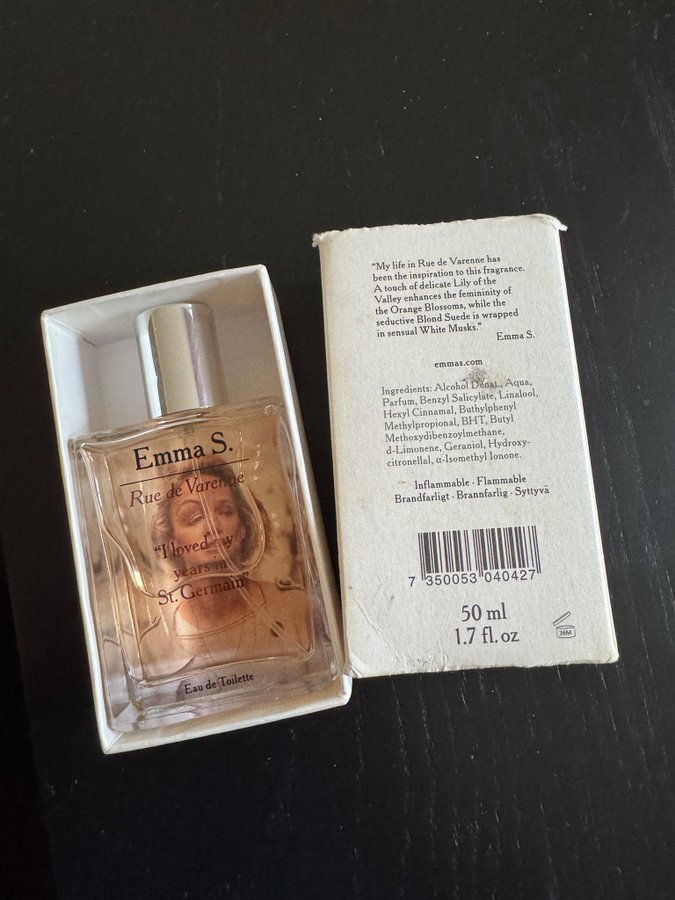 Emma S.
Rue de Varenne
“I loved my
years in
St. Germain”
Eau de Toilette
“My life in Rue de Varenne has
been the inspiration to this fragrance.
A touch of delicate Lily of the
Valley enhances the femininity of
the Orange Blossoms, while the
seductive Blond Suede is wrapped
in sensual White Musks.”
Emma S.
emmas.com
Ingredients: Alcohol Denat., Aqua,
Parfum, Benzyl Salicylate, Linalool,
Hexyl Cinnamal, Buthylphenyl
Methylpropional, BHT, Butyl
Methoxydibenzoylmethane,
d-Limonene, Geraniol, Hydroxy-
citronellal, α-Isomethyl Ionone.
Inflammable · Flammable
Brandfarligt · Brannfarlig · Syttyvä
7 350053 040427
50 ml
1.7 fl. oz
36M